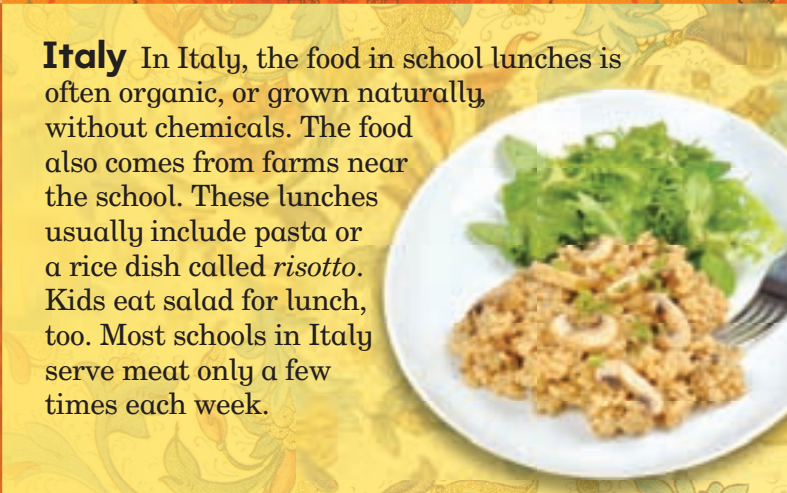 Italy In Italy, the food in school lunches is
often organic, or grown naturally,
without chemicals. The food
also comes from farms near
the school. These lunches
usually include pasta or
a rice dish called risotto.
Kids eat salad for lunch,
too. Most schools in Italy
serve meat only a few
times each week.